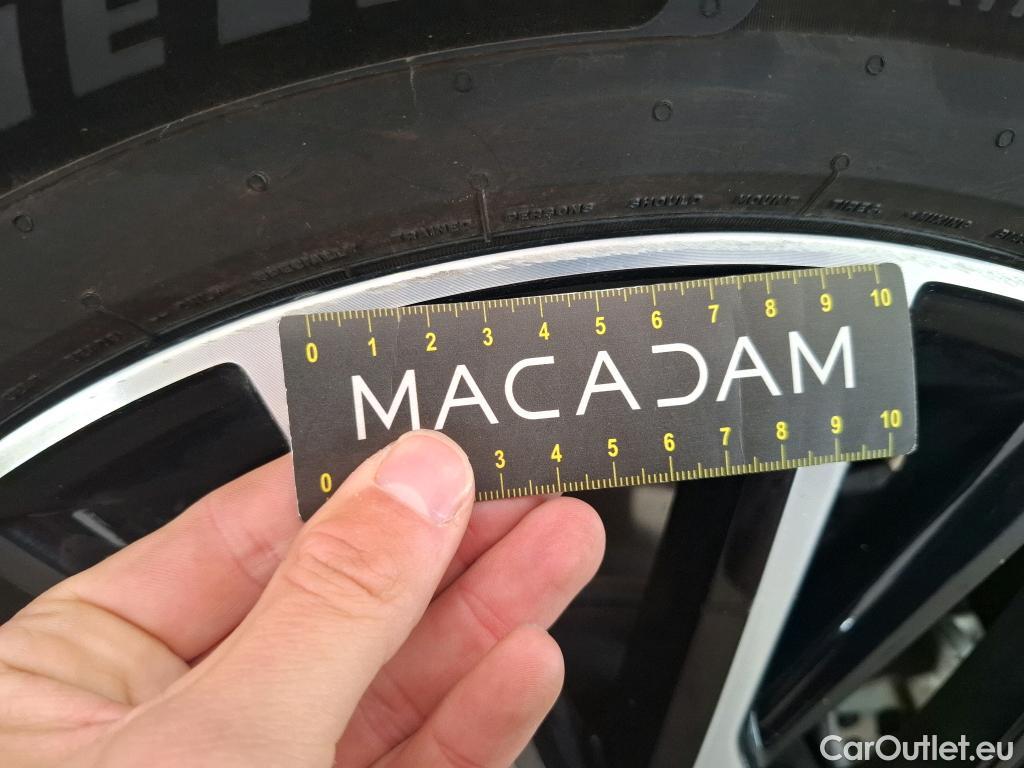 TRAINED PERSONS SHOULD MOUNT TIRES
0 1 2 3 4 5 6 7 8 9 10
MACADAM
0 3 4 5 6 7 8 9 10
CarOutlet.eu